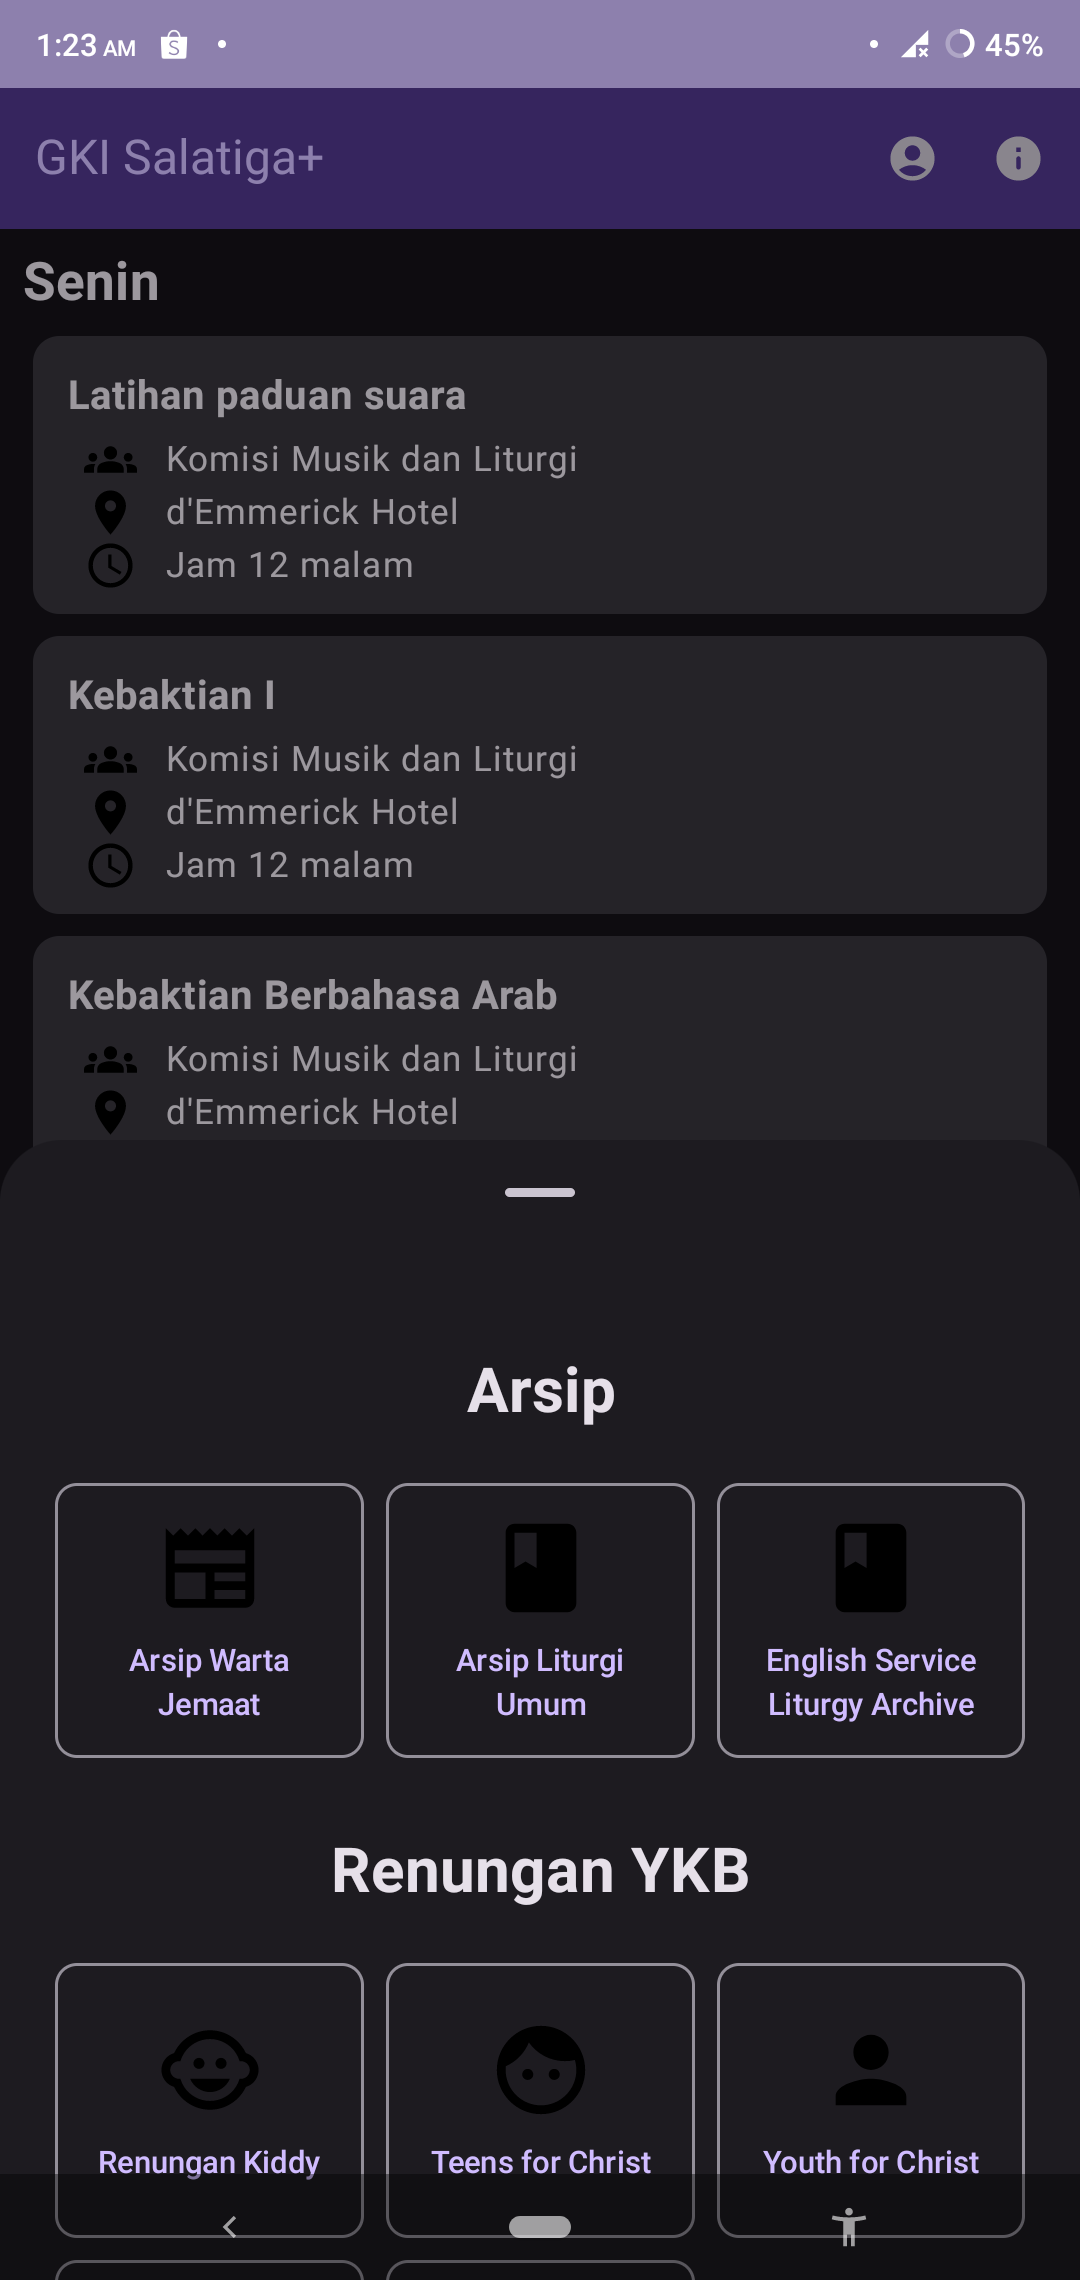 1:23 AM
45%
GKI Salatiga+
Senin
Latihan paduan suara
Komisi Musik dan Liturgi
d'Emmerick Hotel
Jam 12 malam
Kebaktian I
Komisi Musik dan Liturgi
d'Emmerick Hotel
Jam 12 malam
Kebaktian Berbahasa Arab
Komisi Musik dan Liturgi
d'Emmerick Hotel
Arsip
Arsip Warta
Jemaat
Arsip Liturgi
Umum
English Service
Liturgy Archive
Renungan YKB
Renungan Kiddy
Teens for Christ
Youth for Christ